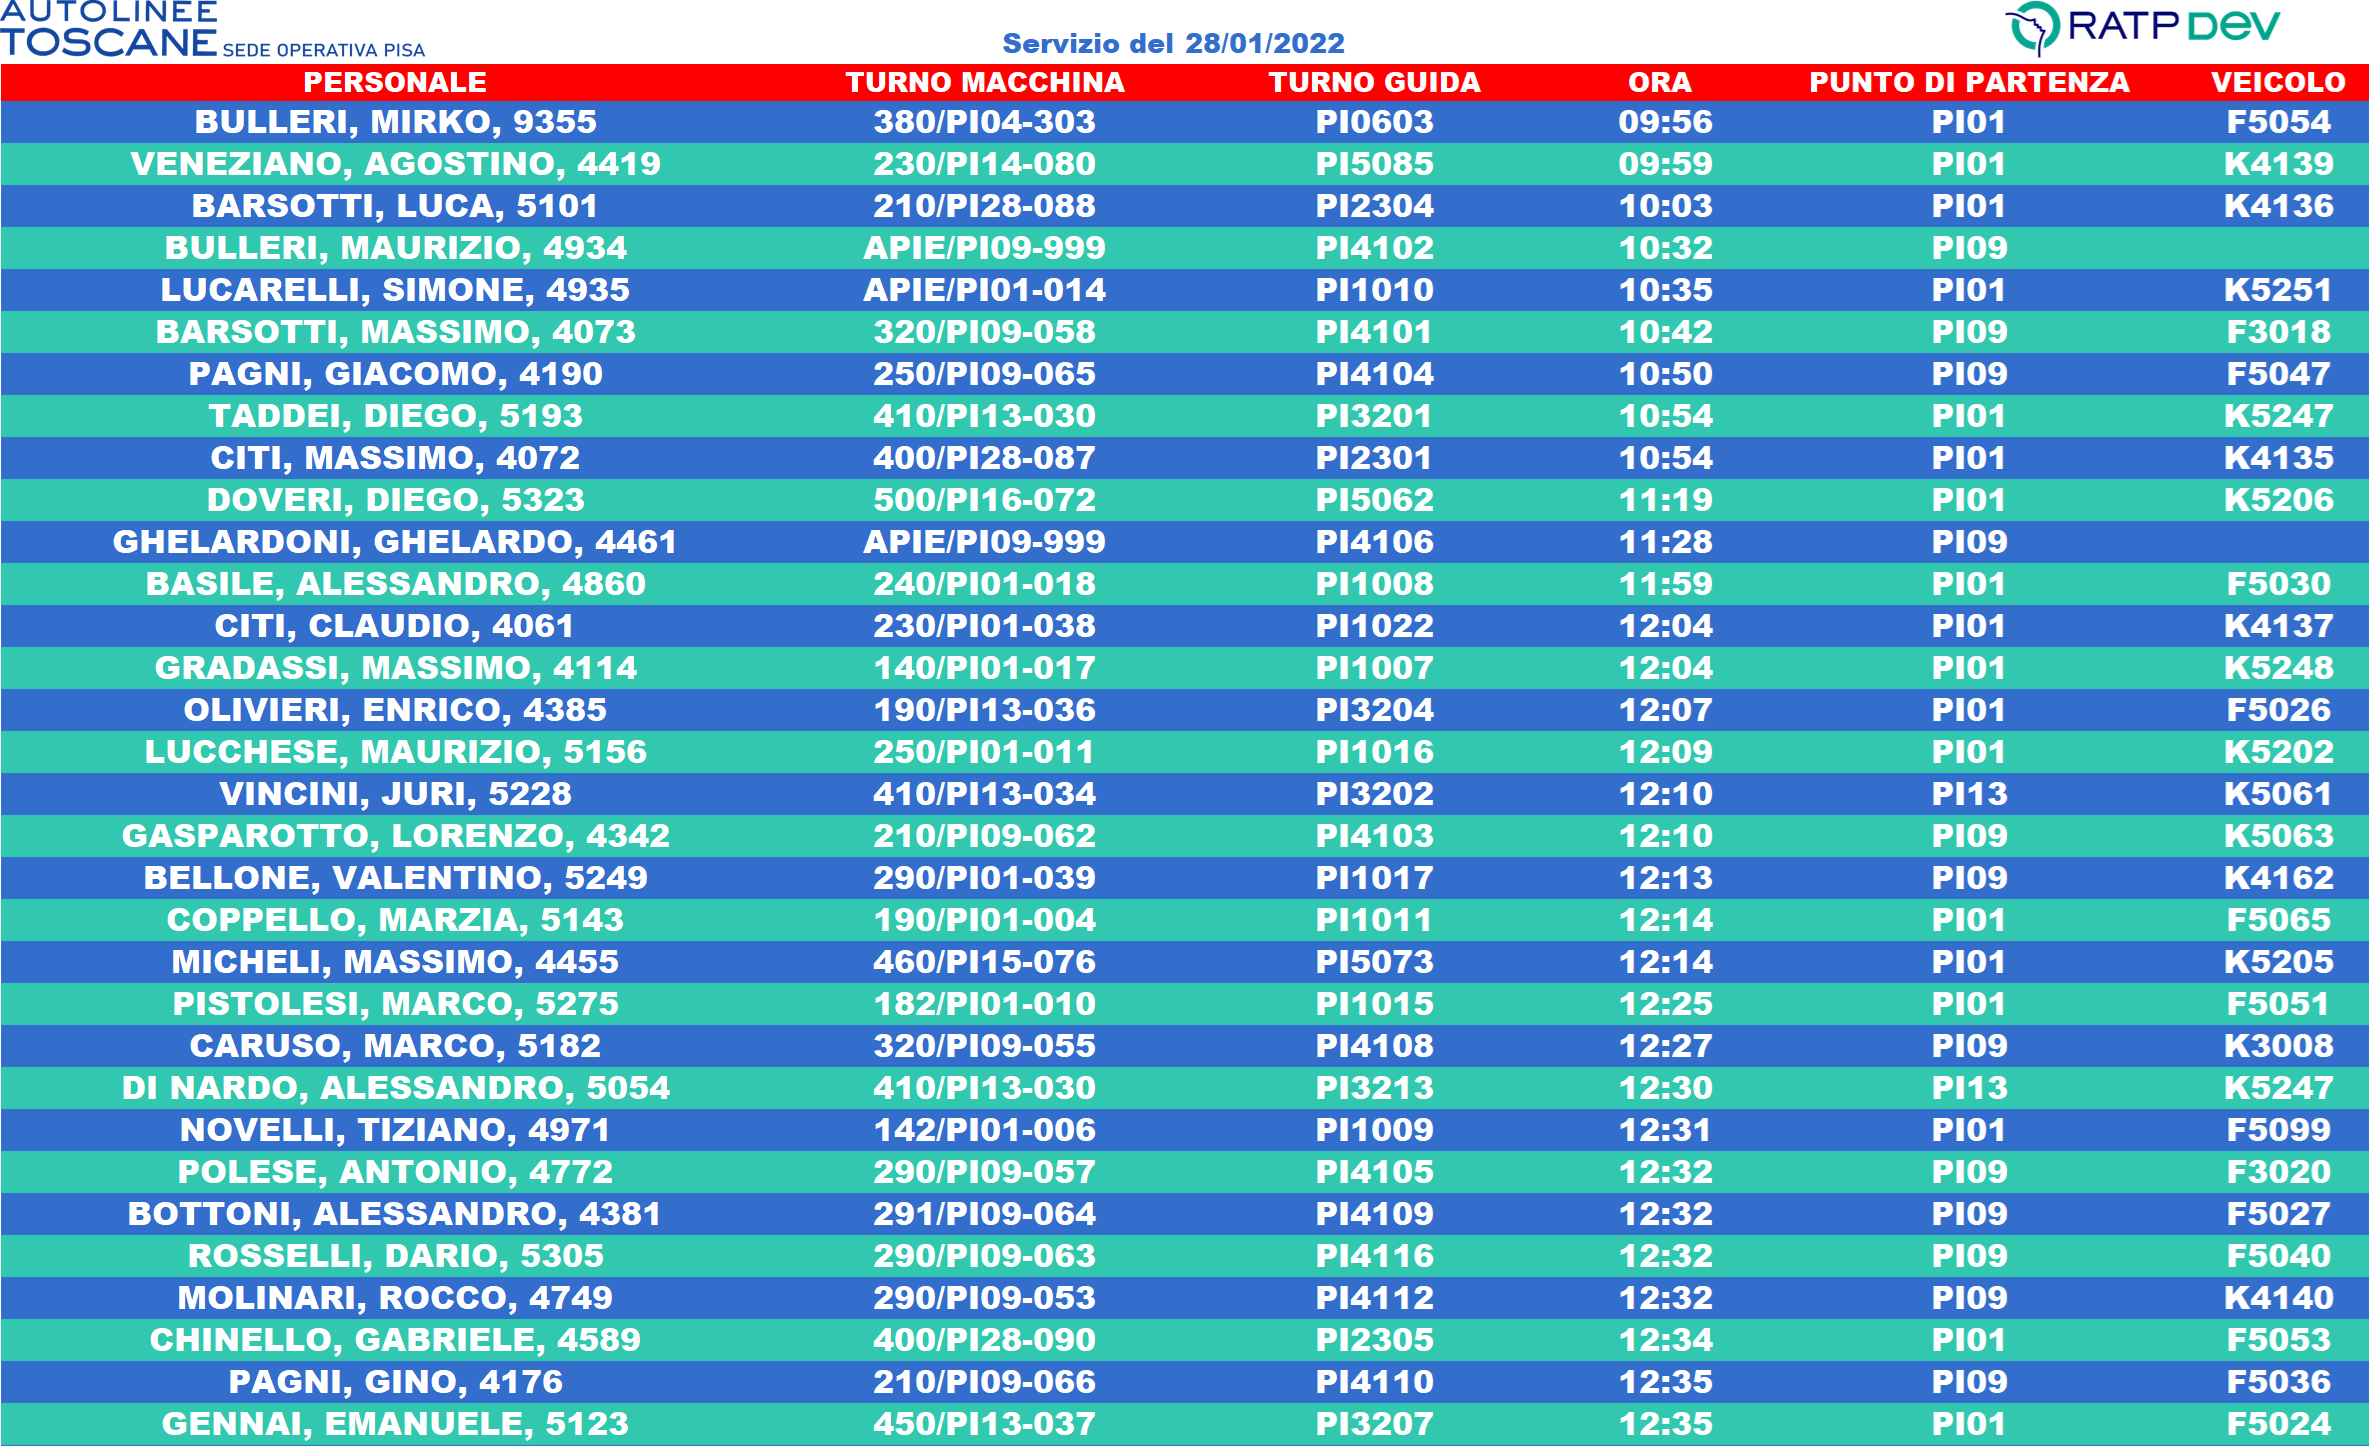 AUTOLINEE
TOSCANE SEDE OPERATIVA PISA
Servizio del 28/01/2022
RATP DEV
PERSONALE TURNO MACCHINA TURNO GUIDA ORA PUNTO DI PARTENZA VEICOLO
BULLERI, MIRKO, 9355 380/PI04-303 PI0603 09:56 PI01 F5054
VENEZIANO, AGOSTINO, 4419 230/PI14-080 PI5085 09:59 PI01 K4139
BARSOTTI, LUCA, 5101 210/PI28-088 PI2304 10:03 PI01 K4136
BULLERI, MAURIZIO, 4934 APIE/PI09-999 PI4102 10:32 PI09
LUCARELLI, SIMONE, 4935 APIE/PI01-014 PI1010 10:35 PI01 K5251
BARSOTTI, MASSIMO, 4073 320/PI09-058 PI4101 10:42 PI09 F3018
PAGNI, GIACOMO, 4190 250/PI09-065 PI4104 10:50 PI09 F5047
TADDEI, DIEGO, 5193 410/PI13-030 PI3201 10:54 PI01 K5247
CITI, MASSIMO, 4072 400/PI28-087 PI2301 10:54 PI01 K4135
DOVERI, DIEGO, 5323 500/PI16-072 PI5062 11:19 PI01 K5206
GHELARDONI, GHELARDO, 4461 APIE/PI09-999 PI4106 11:28 PI09
BASILE, ALESSANDRO, 4860 240/PI01-018 PI1008 11:59 PI01 F5030
CITI, CLAUDIO, 4061 230/PI01-038 PI1022 12:04 PI01 K4137
GRADASSI, MASSIMO, 4114 140/PI01-017 PI1007 12:04 PI01 K5248
OLIVIERI, ENRICO, 4385 190/PI13-036 PI3204 12:07 PI01 F5026
LUCCHESE, MAURIZIO, 5156 250/PI01-011 PI1016 12:09 PI01 K5202
VINCINI, JURI, 5228 410/PI13-034 PI3202 12:10 PI13 K5061
GASPAROTTO, LORENZO, 4342 210/PI09-062 PI4103 12:10 PI09 K5063
BELLONE, VALENTINO, 5249 290/PI01-039 PI1017 12:13 PI09 K4162
COPPELLO, MARZIA, 5143 190/PI01-004 PI1011 12:14 PI01 F5065
MICHELI, MASSIMO, 4455 460/PI15-076 PI5073 12:14 PI01 K5205
PISTOLESI, MARCO, 5275 182/PI01-010 PI1015 12:25 PI01 F5051
CARUSO, MARCO, 5182 320/PI09-055 PI4108 12:27 PI09 K3008
DI NARDO, ALESSANDRO, 5054 410/PI13-030 PI3213 12:30 PI13 K5247
NOVELLI, TIZIANO, 4971 142/PI01-006 PI1009 12:31 PI01 F5099
POLESE, ANTONIO, 4772 290/PI09-057 PI4105 12:32 PI09 F3020
BOTTONI, ALESSANDRO, 4381 291/PI09-064 PI4109 12:32 PI09 F5027
ROSSELLI, DARIO, 5305 290/PI09-063 PI4116 12:32 PI09 F5040
MOLINARI, ROCCO, 4749 290/PI09-053 PI4112 12:32 PI09 K4140
CHINELLO, GABRIELE, 4589 400/PI28-090 PI2305 12:34 PI01 F5053
PAGNI, GINO, 4176 210/PI09-066 PI4110 12:35 PI09 F5036
GENNAI, EMANUELE, 5123 450/PI13-037 PI3207 12:35 PI01 F5024